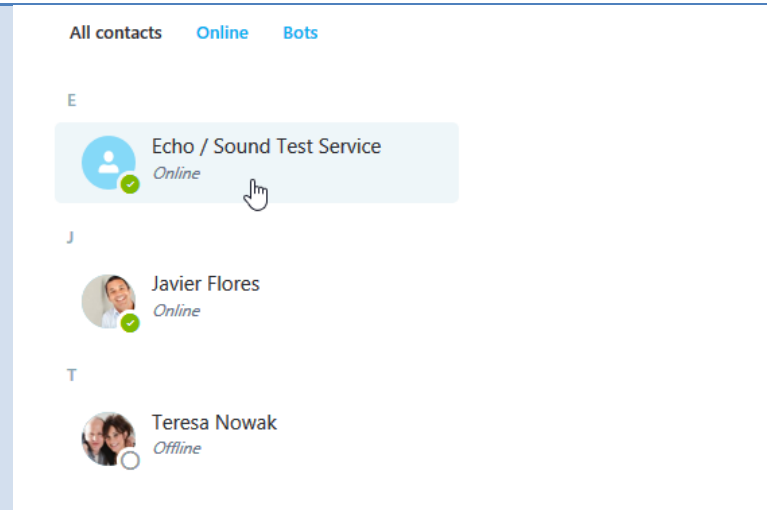 All contacts Online Bots
E
Echo / Sound Test Service
Online
J
Javier Flores
Online
T
Teresa Nowak
Offline